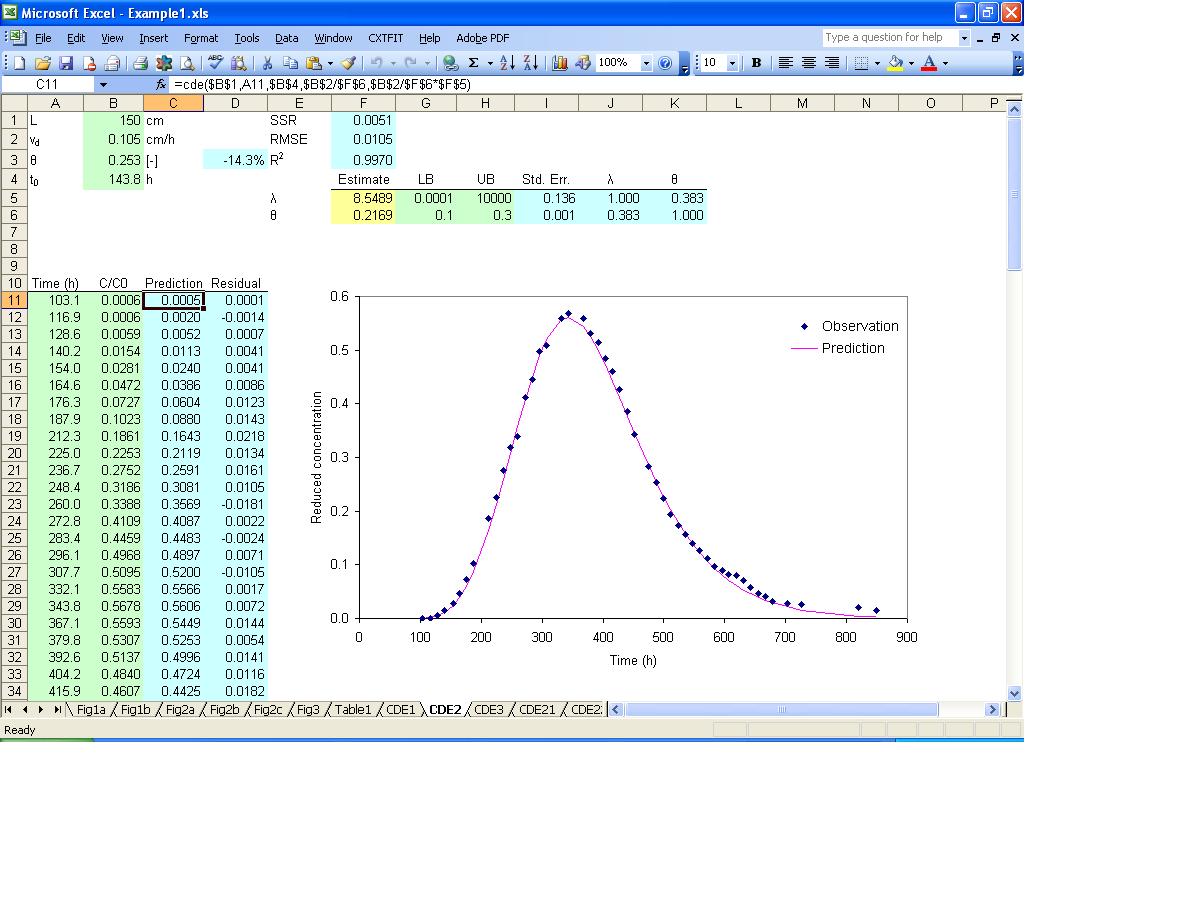 Microsoft Excel - Example1.xls
File Edit View Insert Format Tools Data Window CXTFIT Help Adobe PDF Type a question for help
100% 10 B
C11 fx =cde($B$1,A11,$B$4,$B$2/$F$6,$B$2/$F$6*$F$5)
A B C D E F G H I J K L M N O P
1 L 150 cm SSR 0.0051
2 vd 0.105 cm/h RMSE 0.0105
3 θ 0.253 [-] -14.3% R2 0.9970
4 t0 143.8 h Estimate LB UB Std. Err. λ θ
5 λ 8.5489 0.0001 10000 0.136 1.000 0.383
6 θ 0.2169 0.1 0.3 0.001 0.383 1.000
7
8
9
10 Time (h) C/C0 Prediction Residual
11 103.1 0.0006 0.0005 0.0001
12 116.9 0.0006 0.0020 -0.0014
13 128.6 0.0059 0.0052 0.0007
14 140.2 0.0154 0.0113 0.0041
15 154.0 0.0281 0.0240 0.0041
16 164.6 0.0472 0.0386 0.0086
17 176.3 0.0727 0.0604 0.0123
18 187.9 0.1023 0.0880 0.0143
19 212.3 0.1861 0.1643 0.0218
20 225.0 0.2253 0.2119 0.0134
21 236.7 0.2752 0.2591 0.0161
22 248.4 0.3186 0.3081 0.0105
23 260.0 0.3388 0.3569 -0.0181
24 272.8 0.4109 0.4087 0.0022
25 283.4 0.4459 0.4483 -0.0024
26 296.1 0.4968 0.4897 0.0071
27 307.7 0.5095 0.5200 -0.0105
28 332.1 0.5583 0.5566 0.0017
29 343.8 0.5678 0.5606 0.0072
30 367.1 0.5593 0.5449 0.0144
31 379.8 0.5307 0.5253 0.0054
32 392.6 0.5137 0.4996 0.0141
33 404.2 0.4840 0.4724 0.0116
34 415.9 0.4607 0.4425 0.0182
Reduced concentration
0.6
0.5
0.4
0.3
0.2
0.1
0.0
Observation
Prediction
0 100 200 300 400 500 600 700 800 900
Time (h)
Fig1a Fig1b Fig2a Fig2b Fig2c Fig3 Table1 CDE1 CDE2 CDE3 CDE21 CDE2
Ready